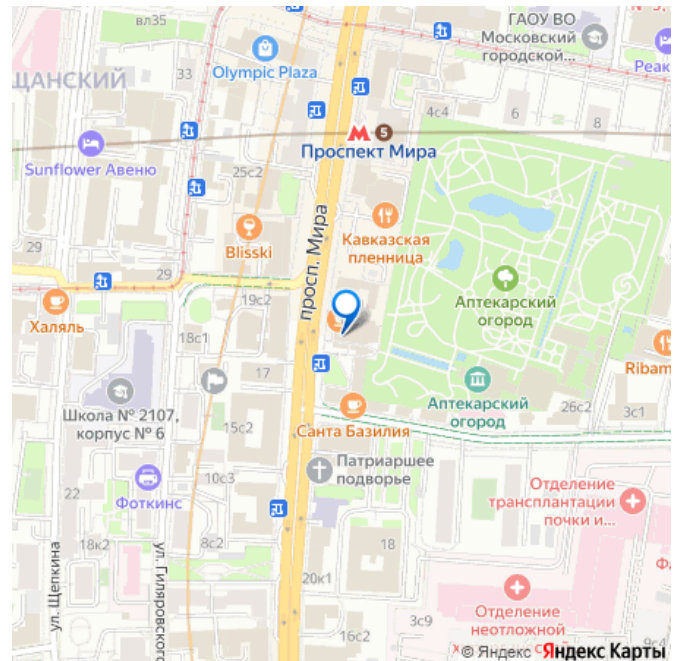 вл35
ГАОУ ВО
Московский
городской...
ЩАНСКИЙ
33
Olympic Plaza
Реак
4с4
6
8
М 5
Проспект Мира
Sunflower Авеню
25с2
просп. Мира
Blisski
Кавказская
пленница
29
29
Аптекарский
огород
Халяль
19с2
18с1
17
Школа № 2107,
корпус № 6
Ribam
Аптекарский
огород
26с2
3с1
Санта Базилия
15с2
Патриаршее
подворье
10с3
22
Фоткинс
Отделение
трансплантации
почки и...
18к2
8с2
18
ул. Щепкина
ул. Гиляровского
20к1
Отделение
неотложной
16с2
3с9
9с4
© Яндекс Яндекс Карты